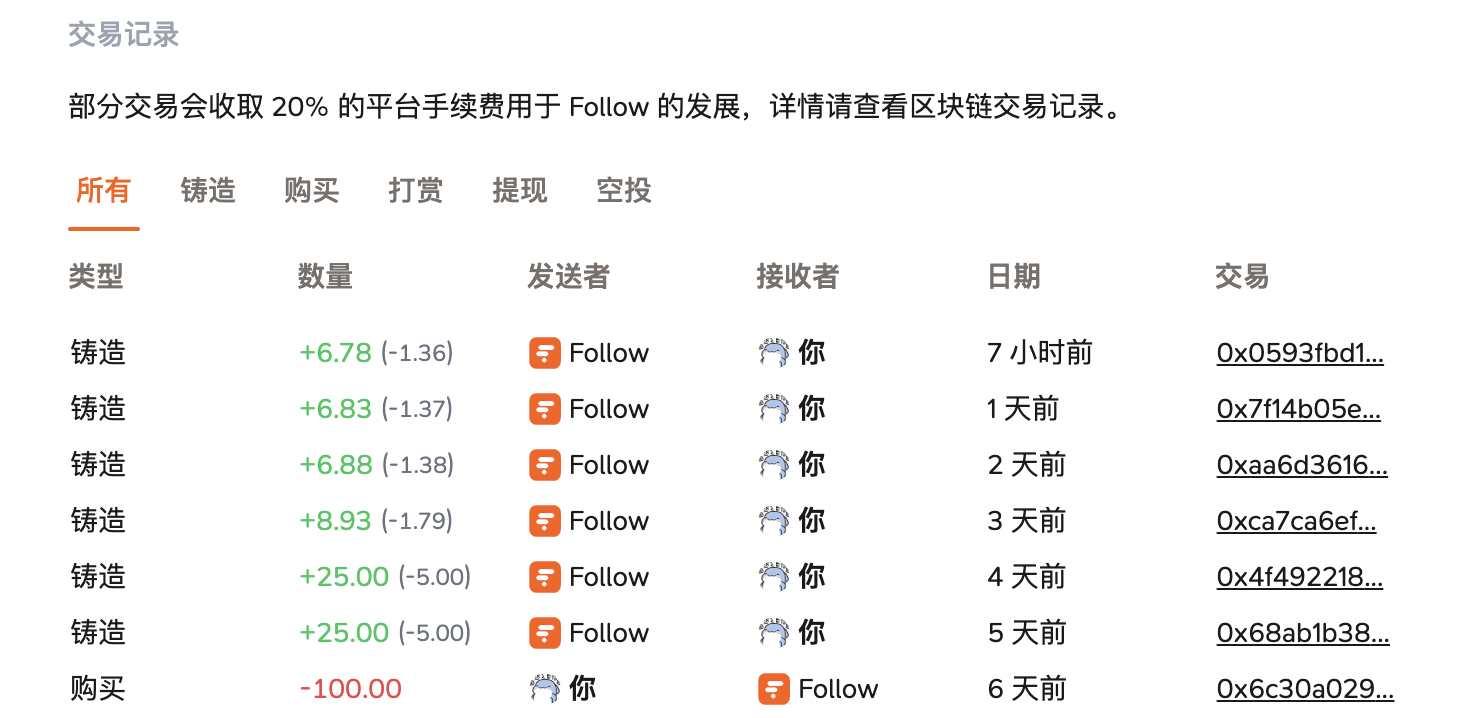 交易记录
部分交易会收取 20% 的平台手续费用于 Follow 的发展，详情请查看区块链交易记录。
所有 铸造 购买 打赏 提现 空投
类型 数量 发送者 接收者 日期 交易
铸造 +6.78 (-1.36) Follow 你 7 小时前 0x0593fbd1...
铸造 +6.83 (-1.37) Follow 你 1 天前 0x7f14b05e...
铸造 +6.88 (-1.38) Follow 你 2 天前 0xaa6d3616...
铸造 +8.93 (-1.79) Follow 你 3 天前 0xca7ca6ef...
铸造 +25.00 (-5.00) Follow 你 4 天前 0x4f492218...
铸造 +25.00 (-5.00) Follow 你 5 天前 0x68ab1b38...
购买 -100.00 你 Follow 6 天前 0x6c30a029...